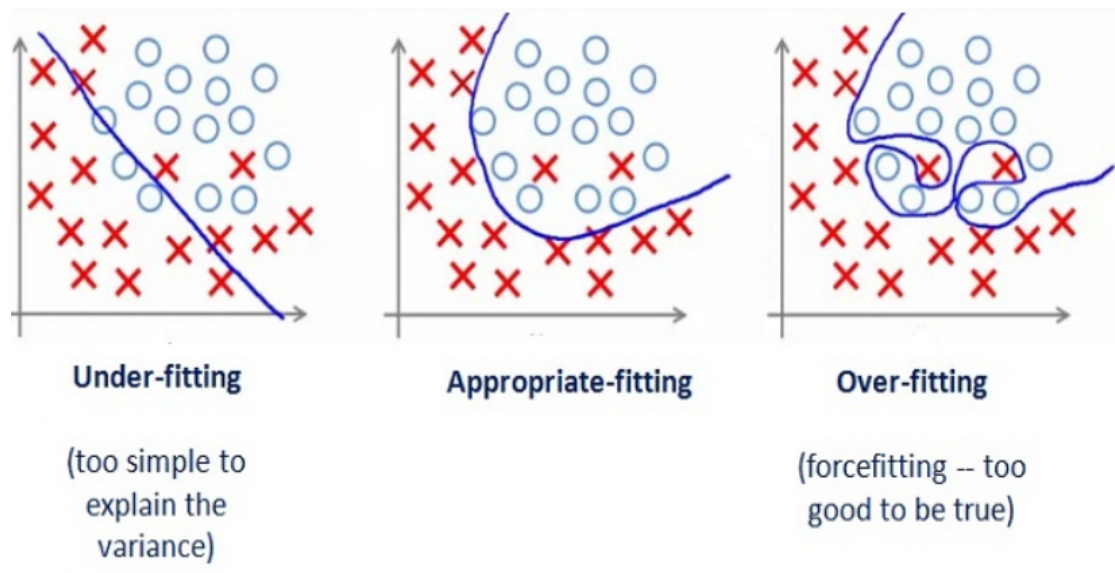 Under-fitting
(too simple to
explain the
variance)
Appropriate-fitting
Over-fitting
(forcefitting -- too
good to be true)